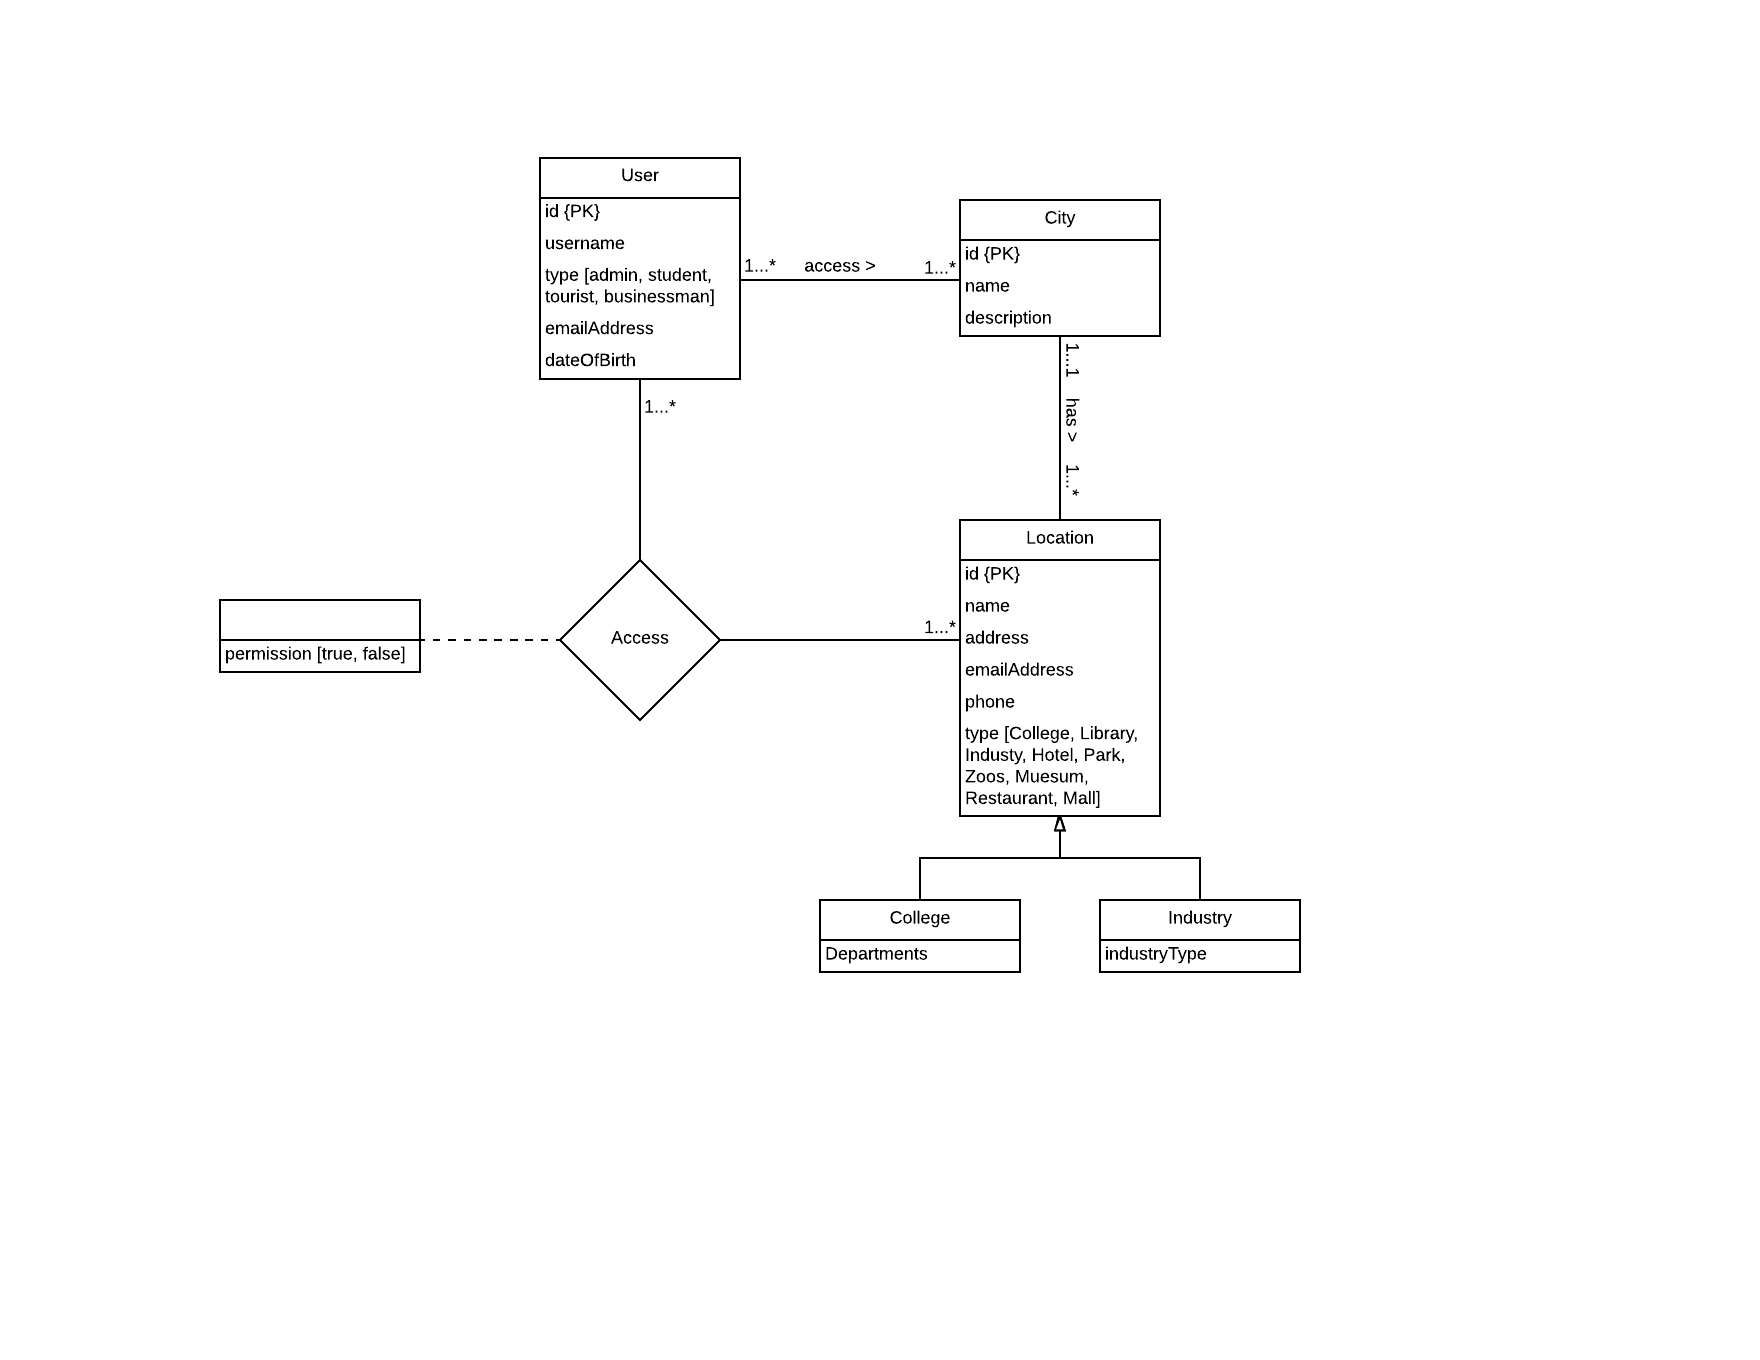 User
id {PK}
username
type [admin, student,
tourist, businessman]
emailAddress
dateOfBirth
1...*
access >
1...*
City
id {PK}
name
description
1...1
has >
1...*
1...*
Access
permission [true, false]
1...*
Location
id {PK}
name
address
emailAddress
phone
type [College, Library,
Industy, Hotel, Park,
Zoos, Muesum,
Restaurant, Mall]
College
Departments
Industry
industryType